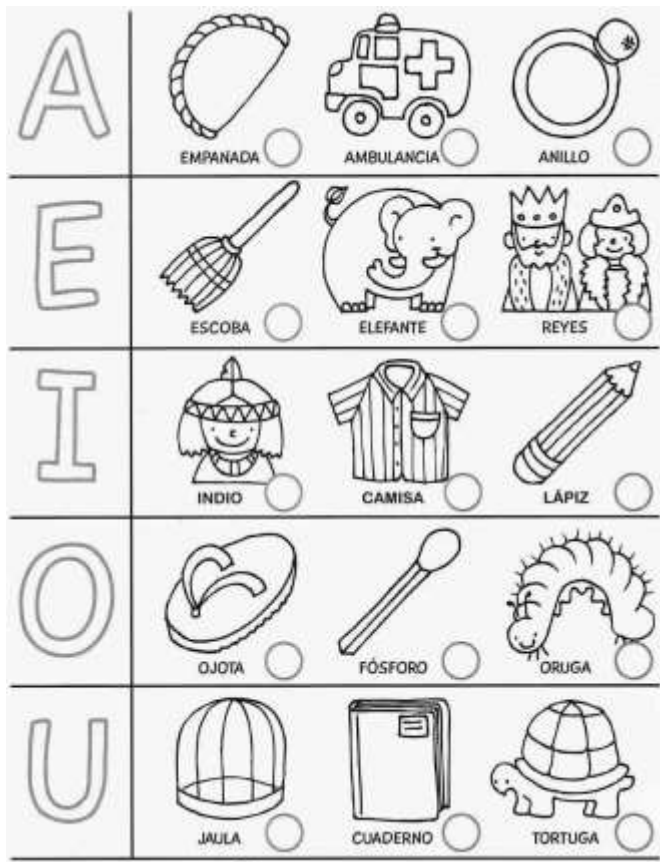 A
EMPANADA AMBULANCIA ANILLO
E
ESCOBA ELEFANTE REYES
I
INDIO CAMISA LÁPIZ
O
OJOTA FÓSFORO ORUGA
U
JAULA CUADERNO TORTUGA